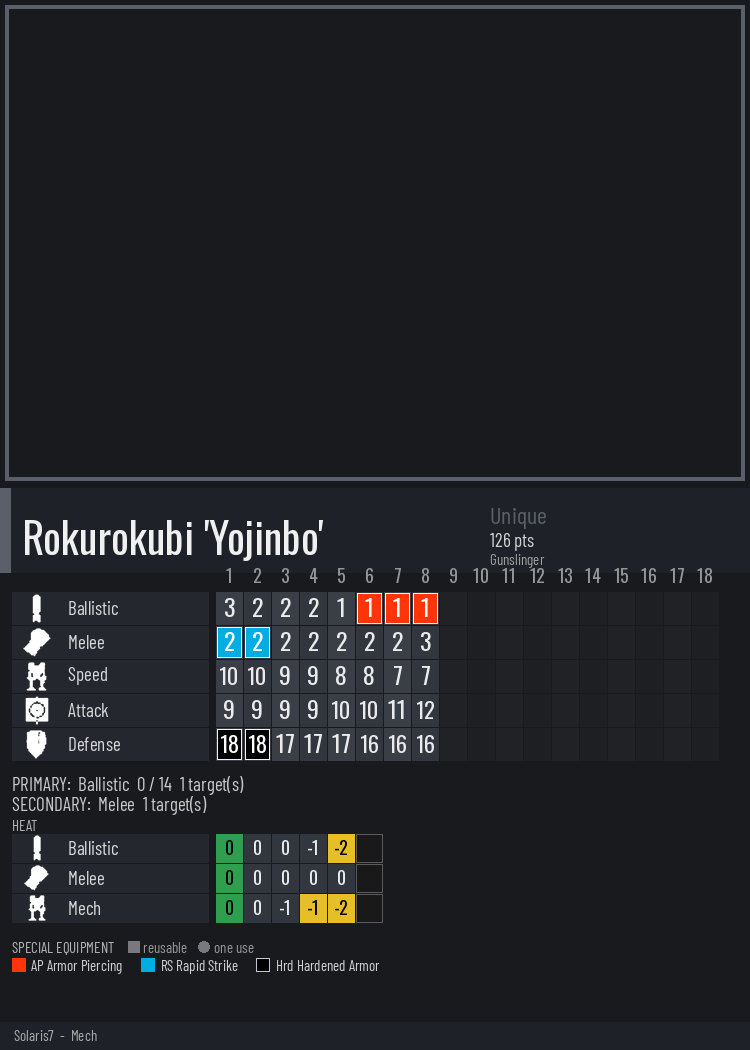 Rokurokubi 'Yojinbo'
Unique
126 pts
Gunslinger
1 2 3 4 5 6 7 8 9 10 11 12 13 14 15 16 17 18
Ballistic 3 2 2 2 1 1 1 1
Melee 2 2 2 2 2 2 2 3
Speed 10 10 9 9 8 8 7 7
Attack 9 9 9 9 10 10 11 12
Defense 18 18 17 17 17 16 16 16
PRIMARY: Ballistic 0 / 14 1 target(s)
SECONDARY: Melee 1 target(s)
HEAT
Ballistic 0 0 0 -1 -2
Melee 0 0 0 0 0
Mech 0 0 -1 -1 -2
SPECIAL EQUIPMENT reusable one use
AP Armor Piercing RS Rapid Strike Hrd Hardened Armor
Solaris7 - Mech